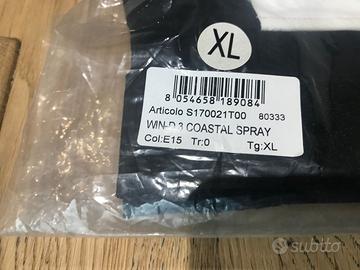 XL
8 054658 189084
Articolo S170021T00 80333
WIN-D 3 COASTAL SPRAY
Col:E15 Tr:0 Tg:XL
subito